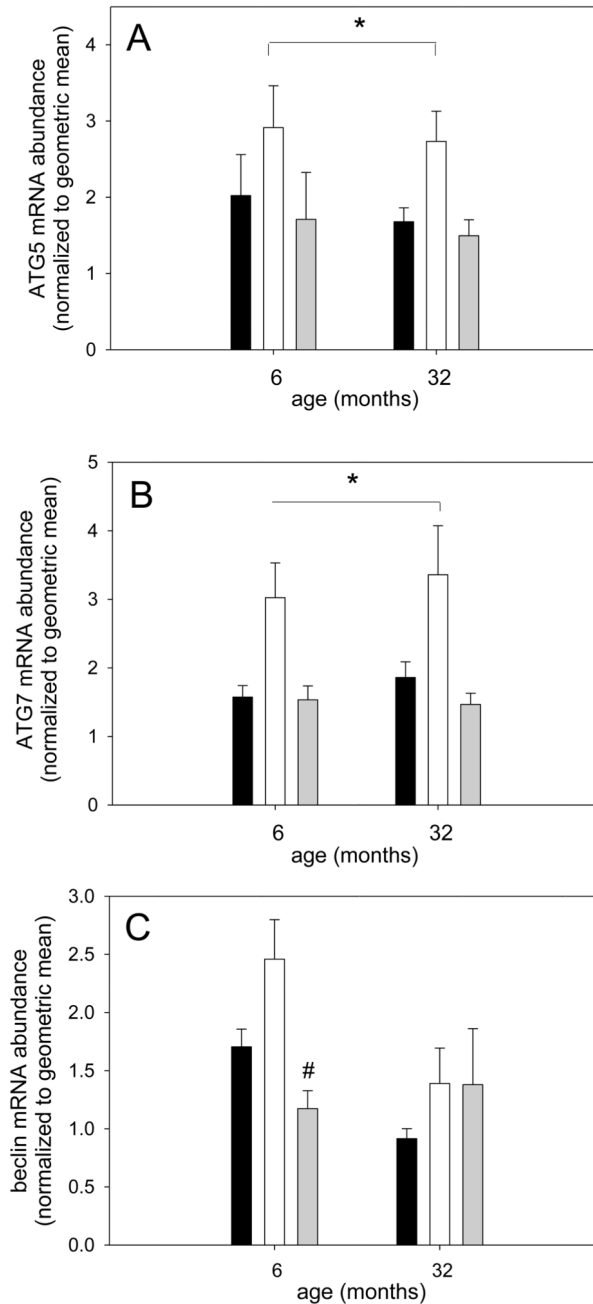 A
*
ATG5 mRNA abundance
(normalized to geometric mean)
4
3
2
1
0
6
32
age (months)
B
*
ATG7 mRNA abundance
(normalized to geometric mean)
5
4
3
2
1
0
6
32
age (months)
C
#
beclin mRNA abundance
(normalized to geometric mean)
3.0
2.5
2.0
1.5
1.0
0.5
0.0
6
32
age (months)